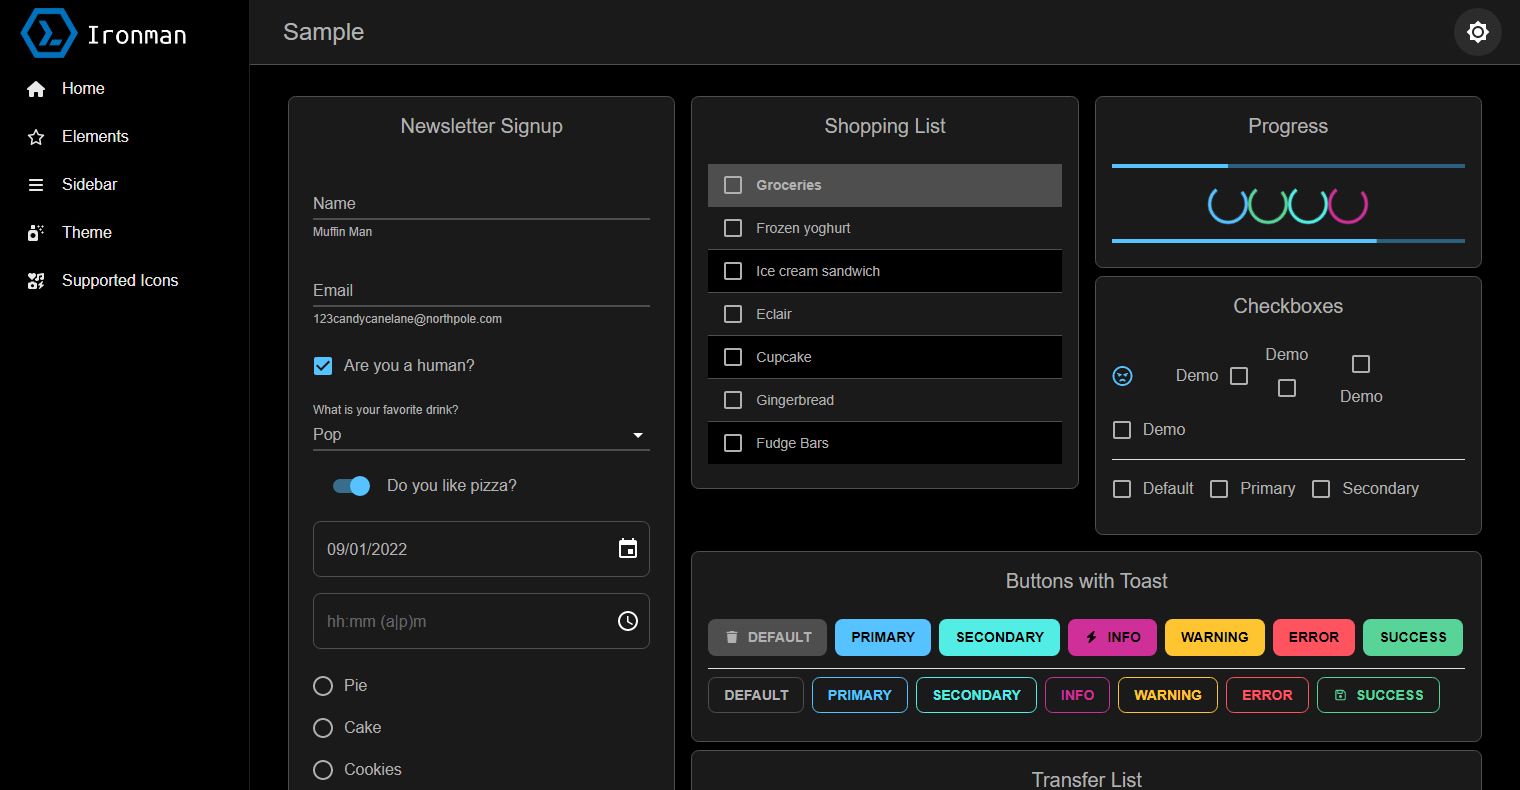 Ironman
Home
Elements
Sidebar
Theme
Supported Icons
Sample
Newsletter Signup
Name
Muffin Man
Email
123candycanelane@northpole.com
Are you a human?
What is your favorite drink?
Pop
Do you like pizza?
09/01/2022
hh:mm (a|p)m
Pie
Cake
Cookies
Shopping List
Groceries
Frozen yoghurt
Ice cream sandwich
Eclair
Cupcake
Gingerbread
Fudge Bars
Progress
Checkboxes
Demo
Demo
Demo
Demo
Default Primary Secondary
Buttons with Toast
DEFAULT PRIMARY SECONDARY INFO WARNING ERROR SUCCESS
DEFAULT PRIMARY SECONDARY INFO WARNING ERROR SUCCESS
Transfer List